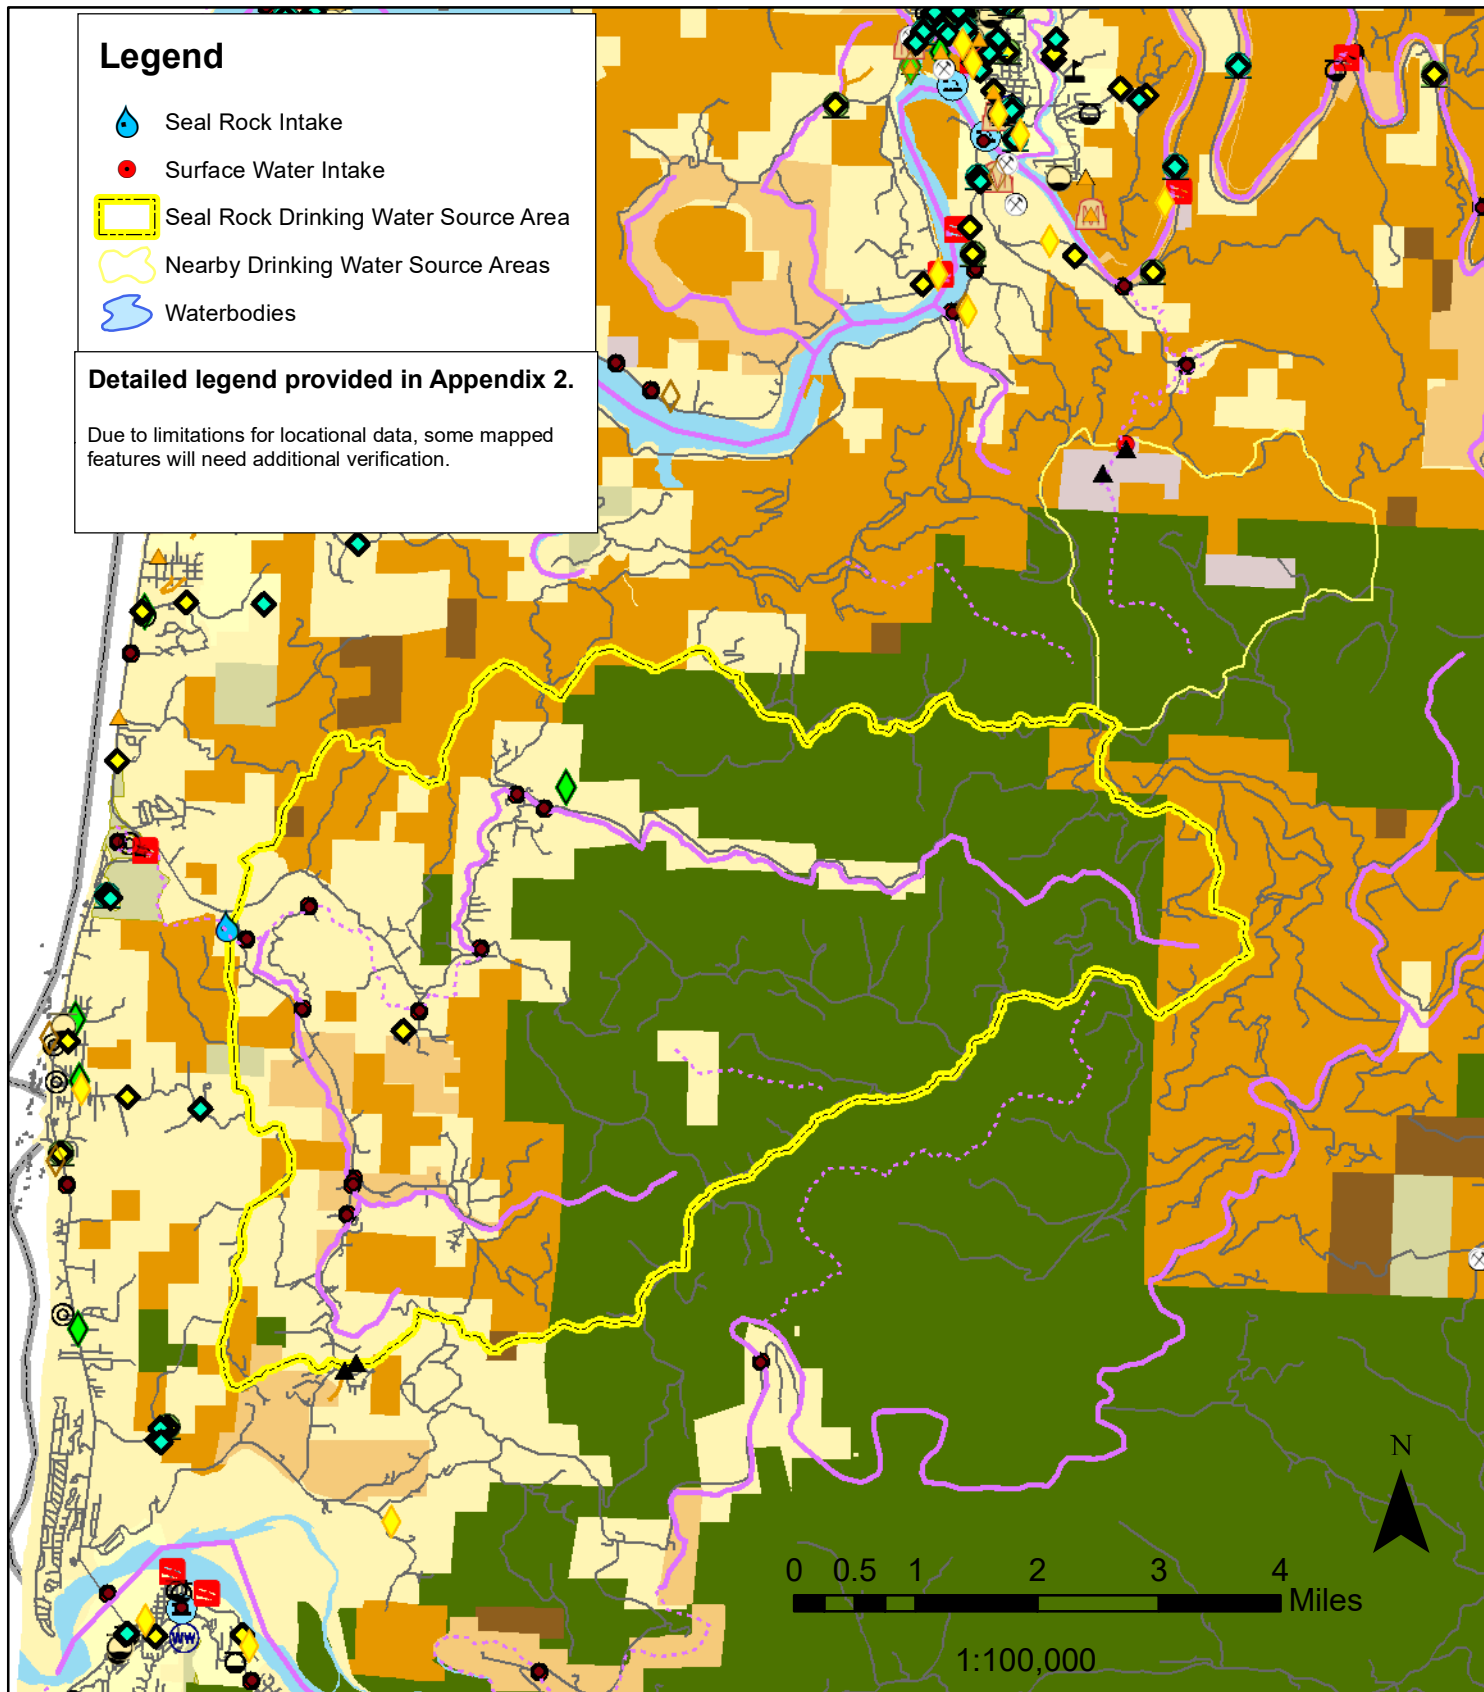 Legend
Seal Rock Intake
Surface Water Intake
Seal Rock Drinking Water Source Area
Nearby Drinking Water Source Areas
Waterbodies
Detailed legend provided in Appendix 2.
Due to limitations for locational data, some mapped
features will need additional verification.
N
0 0.5 1 2 3 4
Miles
1:100,000
WW